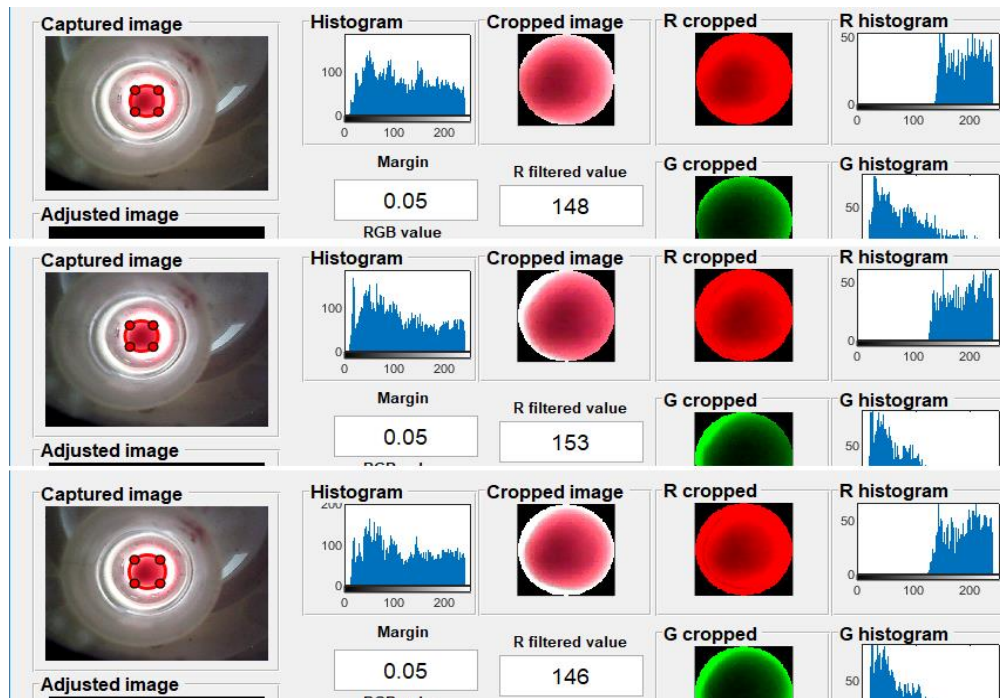 Captured image Histogram Cropped image R cropped R histogram
50
100
0
0 100 200 0 200
0
Margin R filtered value G cropped G histogram
0.05 148 50
Adjusted image RGB value
Captured image Histogram Cropped image R cropped R histogram
50
100
0
0
0 100 200 0 200
Margin R filtered value G cropped G histogram
0.05 153 50
Adjusted image
Captured image Histogram Cropped image R cropped R histogram
200
50
100
0
0
0 100 200 0 200
Margin R filtered value G cropped G histogram
0.05 146 50
Adjusted image